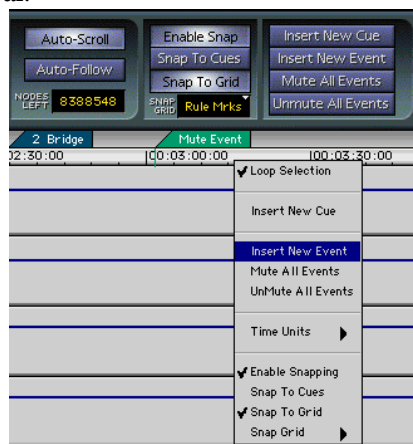 Auto-Scroll
Auto-Follow
NODES LEFT 8388548
Enable Snap
Snap To Cues
Snap To Grid
SNAP GRID Rule Mrks
Insert New Cue
Insert New Event
Mute All Events
Unmute All Events
2 Bridge
Mute Event
02:30:00
00:03:00:00
00:03:30:00
Loop Selection
Insert New Cue
Insert New Event
Mute All Events
UnMute All Events
Time Units
Enable Snapping
Snap To Cues
Snap To Grid
Snap Grid